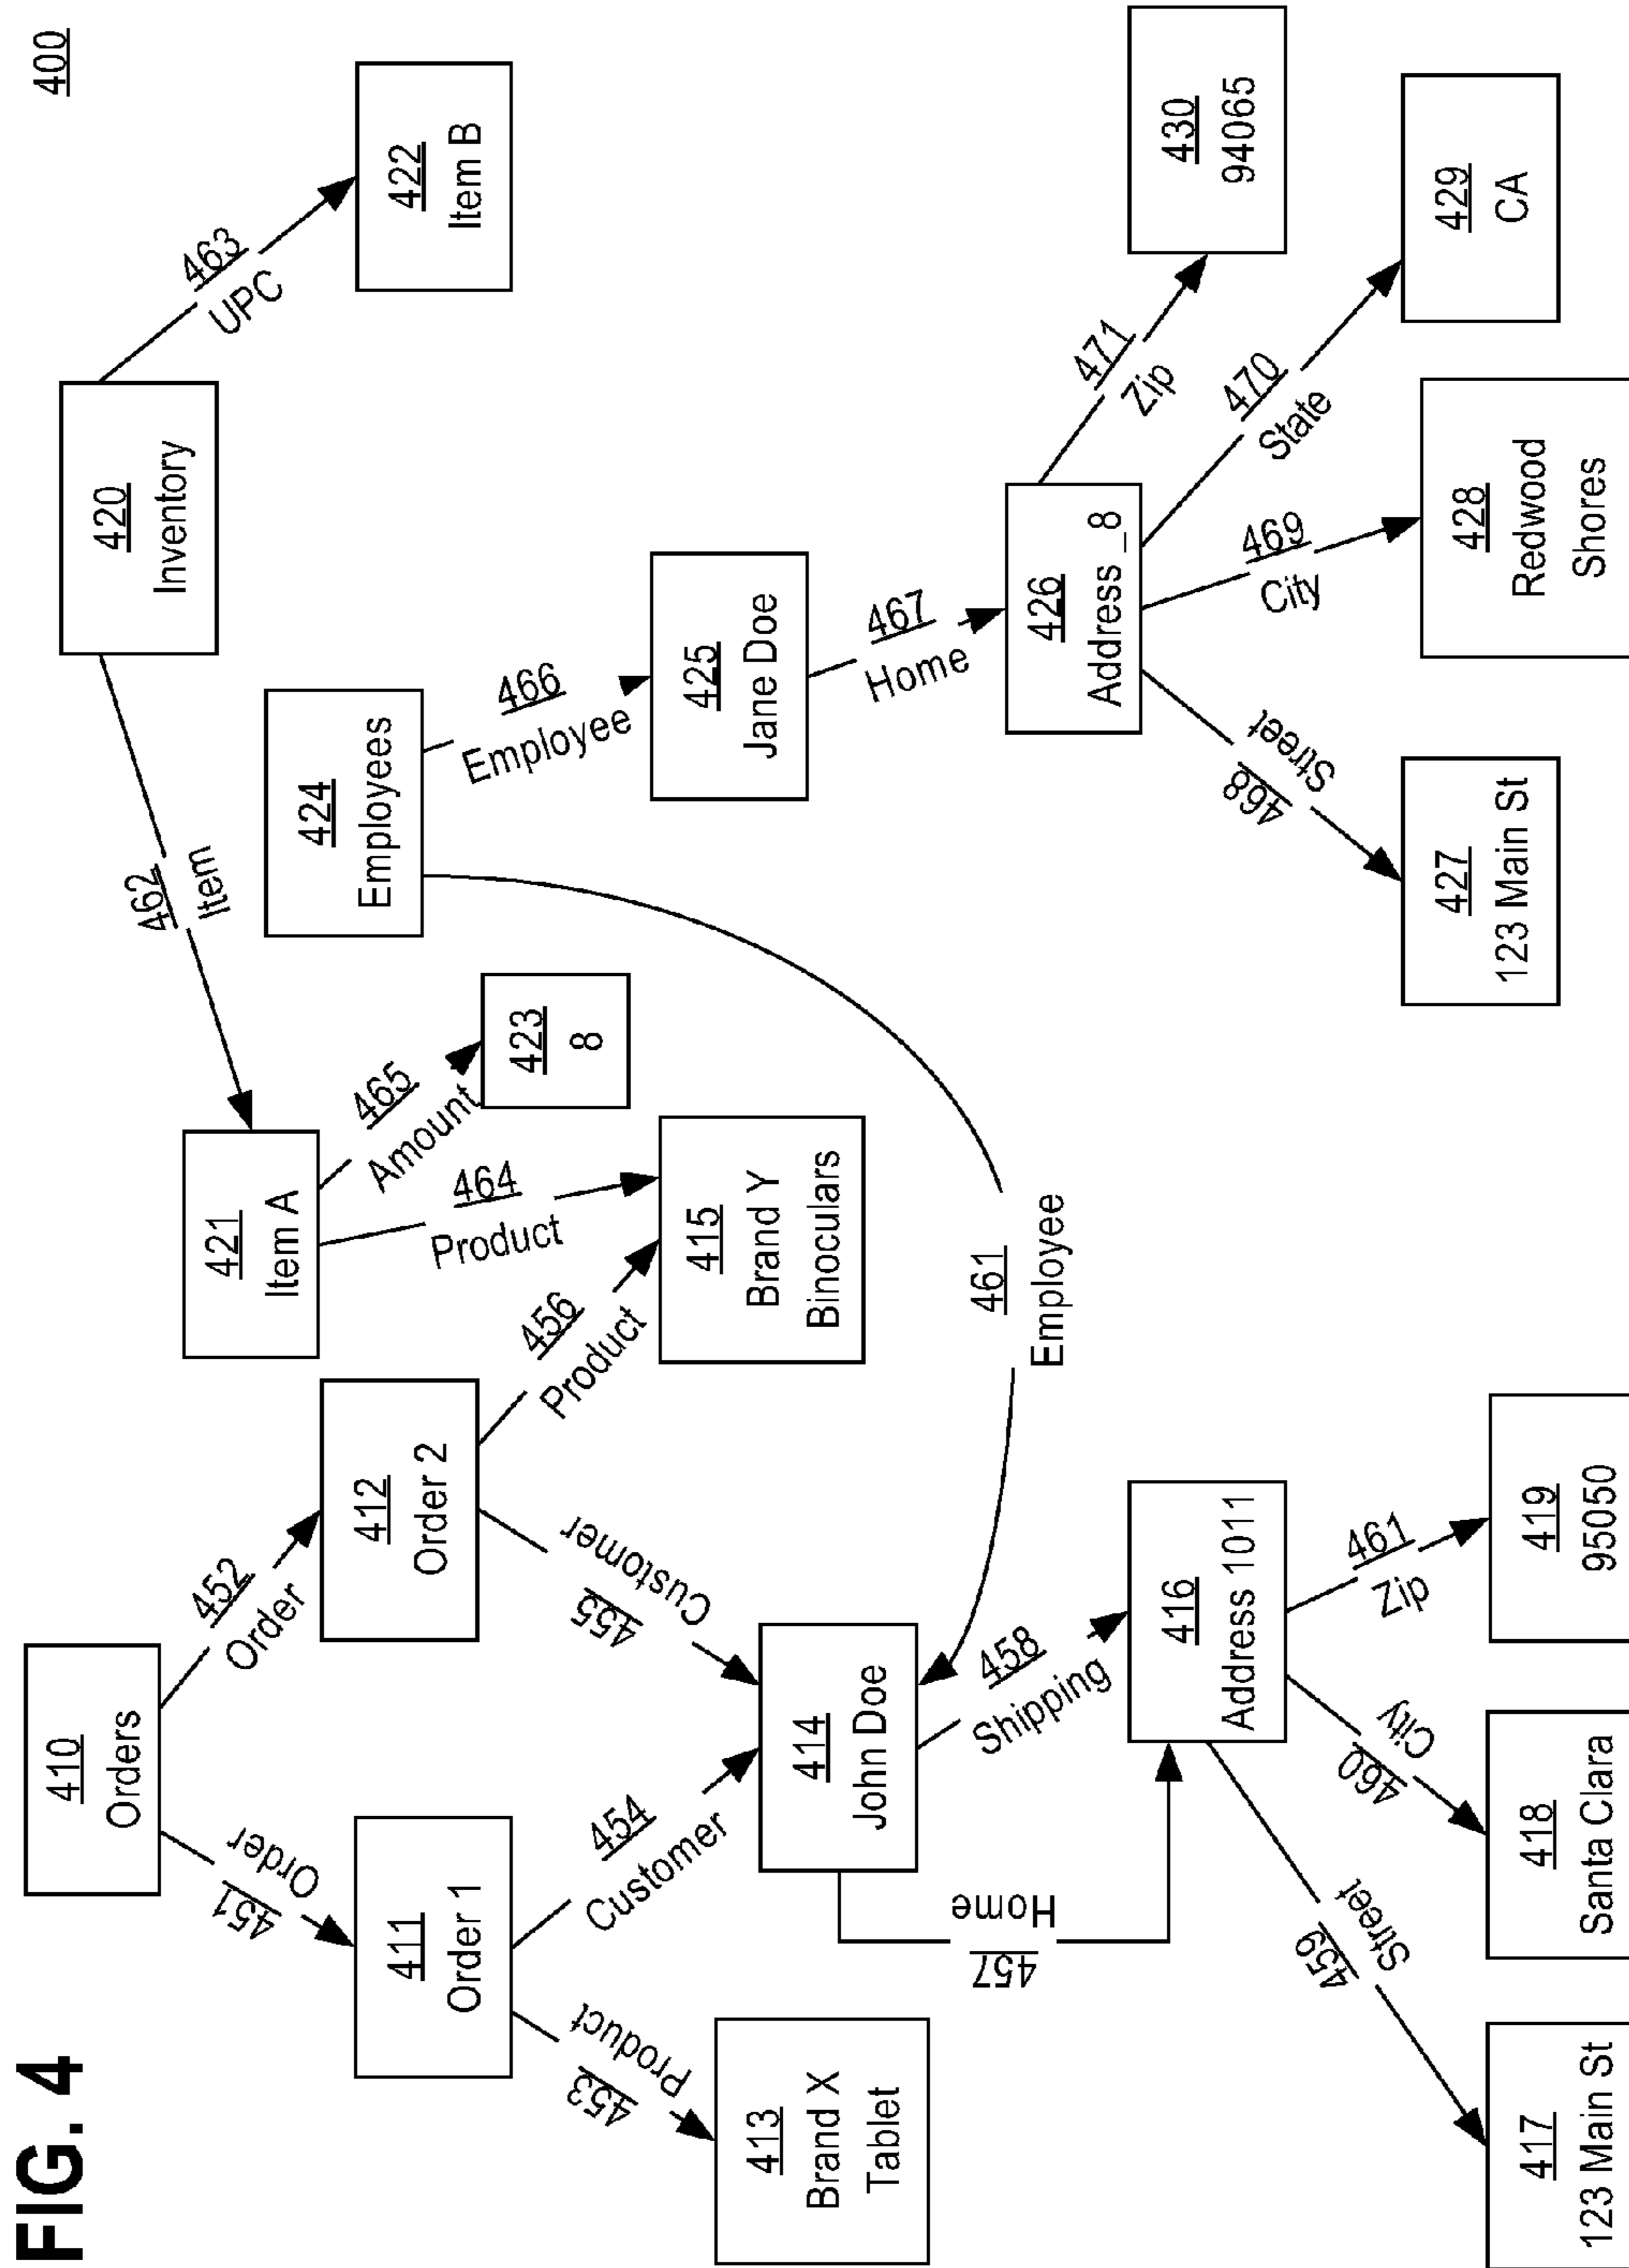 FIG. 4
400
410
Orders
451
Order
452
Order
411
Order 1
412
Order 2
453
Product
454
Customer
455
Customer
456
Product
413
Brand X
Tablet
414
John Doe
415
Brand Y
Binoculars
457
Home
458
Shipping
416
Address 1011
459
Street
460
City
461
Zip
417
123 Main St
418
Santa Clara
419
95050
420
Inventory
462
Item
463
UPC
421
Item A
422
Item B
464
Product
465
Amount
423
8
424
Employees
461
Employee
466
Employee
425
Jane Doe
467
Home
426
Address_8
468
Street
469
City
470
State
471
Zip
427
123 Main St
428
Redwood
Shores
429
CA
430
94065